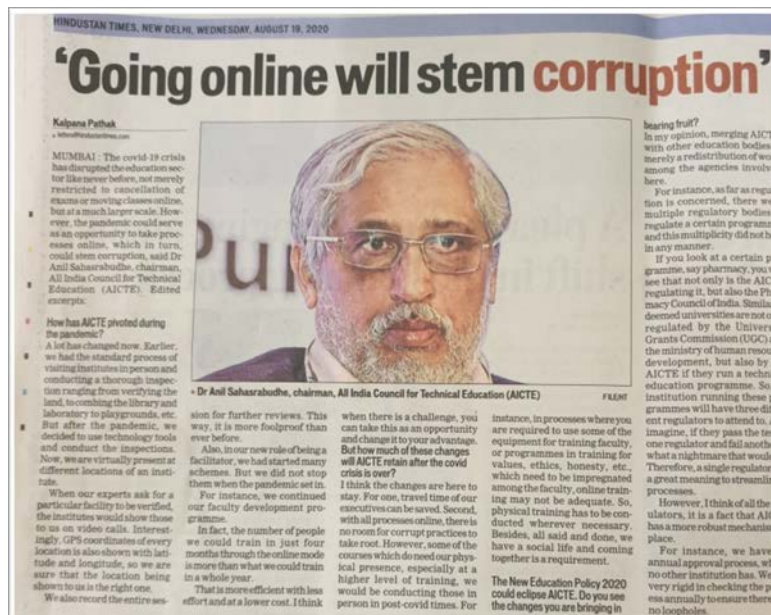 HINDUSTAN TIMES, NEW DELHI, WEDNESDAY, AUGUST 19, 2020
‘Going online will stem corruption’
Kalpana Pathak
letters@hindustantimes.com
MUMBAI : The covid-19 crisis
has disrupted the education sec-
tor like never before, not merely
restricted to cancellation of
exams or moving classes online,
but at a much larger scale. How-
ever, the pandemic could serve
as an opportunity to take proc-
esses online, which in turn,
could stem corruption, said Dr
Anil Sahasrabudhe, chairman,
All India Council for Technical
Education (AICTE). Edited
excerpts:
How has AICTE pivoted during
the pandemic?
A lot has changed now. Earlier,
we had the standard process of
visiting institutes in person and
conducting a thorough inspec-
tion ranging from verifying the
land, to combing the library and
laboratory to playgrounds, etc.
But after the pandemic, we
decided to use technology tools
and conduct the inspections.
Now, we are virtually present at
different locations of an insti-
tute.
When our experts ask for a
particular facility to be verified,
the institutes would show those
to us on video calls. Interest-
ingly, GPS coordinates of every
location is also shown with lati-
tude and longitude, so we are
sure that the location being
shown to us is the right one.
We also record the entire ses-
Pu
Dr Anil Sahasrabudhe, chairman, All India Council for Technical Education (AICTE)
FILE/HT
sion for further reviews. This
way, it is more foolproof than
ever before.
Also, in our new role of being a
facilitator, we had started many
schemes. But we did not stop
them when the pandemic set in.
For instance, we continued
our faculty development pro-
gramme.
In fact, the number of people
we could train in just four
months through the online mode
is more than what we could train
in a whole year.
That is more efficient with less
effort and at a lower cost. I think
when there is a challenge, you
can take this as an opportunity
and change it to your advantage.
But how much of these changes
will AICTE retain after the covid
crisis is over?
I think the changes are here to
stay. For one, travel time of our
executives can be saved. Second,
with all processes online, there is
no room for corrupt practices to
take root. However, some of the
courses which do need our phys-
ical presence, especially at a
higher level of training, we
would be conducting those in
person in post-covid times. For
instance, in processes where you
are required to use some of the
equipment for training faculty,
or programmes in training for
values, ethics, honesty, etc.,
which need to be impregnated
among the faculty, online train-
ing may not be adequate. So,
physical training has to be con-
ducted wherever necessary.
Besides, all said and done, we
have a social life and coming
together is a requirement.
The New Education Policy 2020
could eclipse AICTE. Do you see
the changes you are bringing in
bearing fruit?
In my opinion, merging AICT
with other education bodies
merely a redistribution of wo
among the agencies involv
here.
For instance, as far as regu
tion is concerned, there we
multiple regulatory bodies
regulate a certain programm
and this multiplicity did not h
in any manner.
If you look at a certain p
gramme, say pharmacy, you w
see that not only is the AIC
regulating it, but also the Pha
macy Council of India. Simila
deemed universities are not o
regulated by the Univers
Grants Commission (UGC) a
the ministry of human resou
development, but also by
AICTE if they run a techn
education programme. So
institution running these
grammes will have three dif
ent regulators to attend to.
imagine, if they pass the te
one regulator and fail anothe
what a nightmare that woul
Therefore, a single regulator
a great meaning to streamli
processes.
However, I think of all the
ulators, it is a fact that AIC
has a more robust mechanis
place.
For instance, we have
annual approval process, wh
no other institution has. We
very rigid in checking the p
ess annually to ensure there
no loopholes.